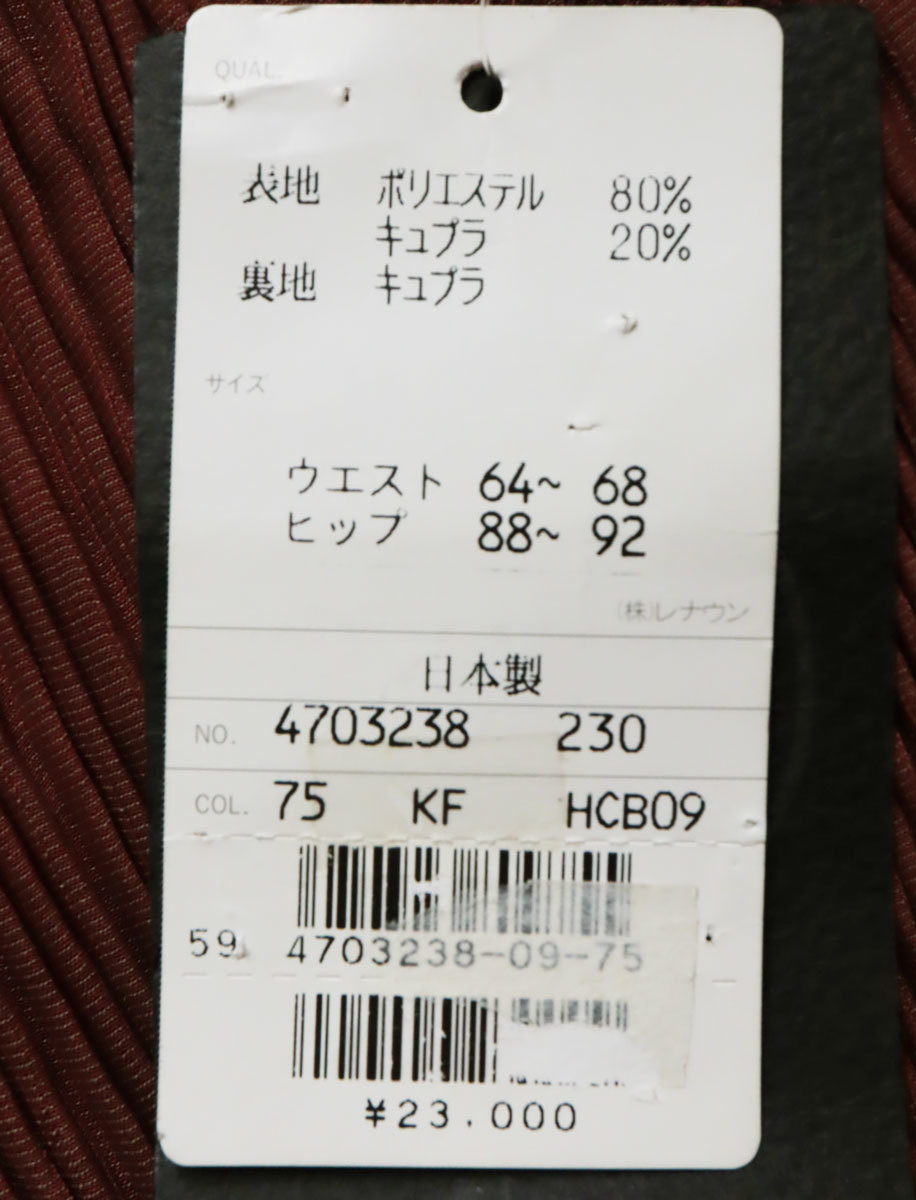 QUAL.
表地 ポリエステル 80%
キュプラ 20%
裏地 キュプラ
サイズ
ウエスト 64~ 68
ヒップ 88~ 92
(株)レナウン
日本製
NO. 4703238 230
COL. 75 KF HCB09
59 4703238-09-75
¥23.000